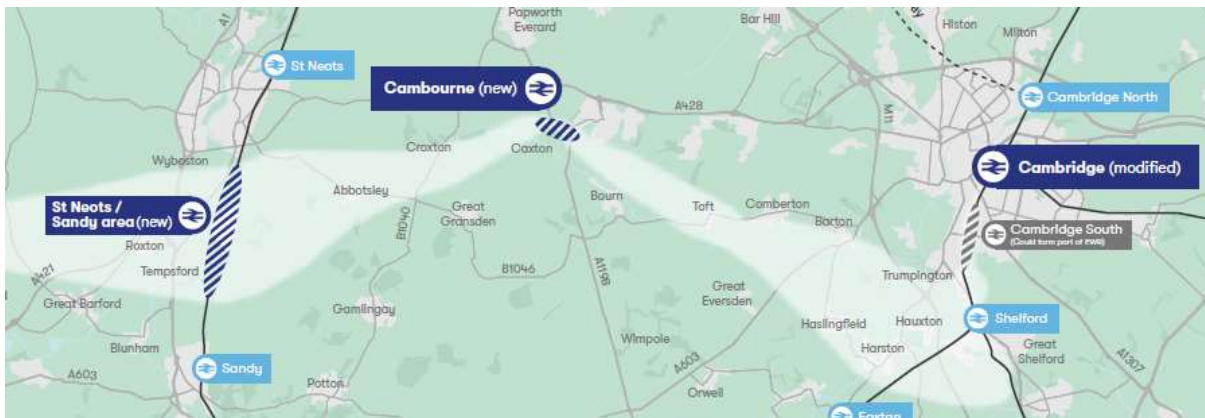 A1
Papworth
Everard
Bar Hill
Histon
Milton
St Neots
Cambourne (new)
Cambridge North
A428
M11
Wyboston
Croxton
Caxton
Cambridge (modified)
Abbotsley
Bourn
Toft
Comberton
Barton
St Neots /
Sandy area (new)
Great
Gransden
B1040
Cambridge South
(Could form part of EWR)
Roxton
Tempsford
A421
B1046
A1198
Trumpington
Great Barford
Great
Eversden
Gamlingay
Haslingfield
Hauxton
Shelford
Blunham
Wimpole
Harston
Great
Shelford
A1307
Sandy
A603
A603
Potton
Orwell
Foxton